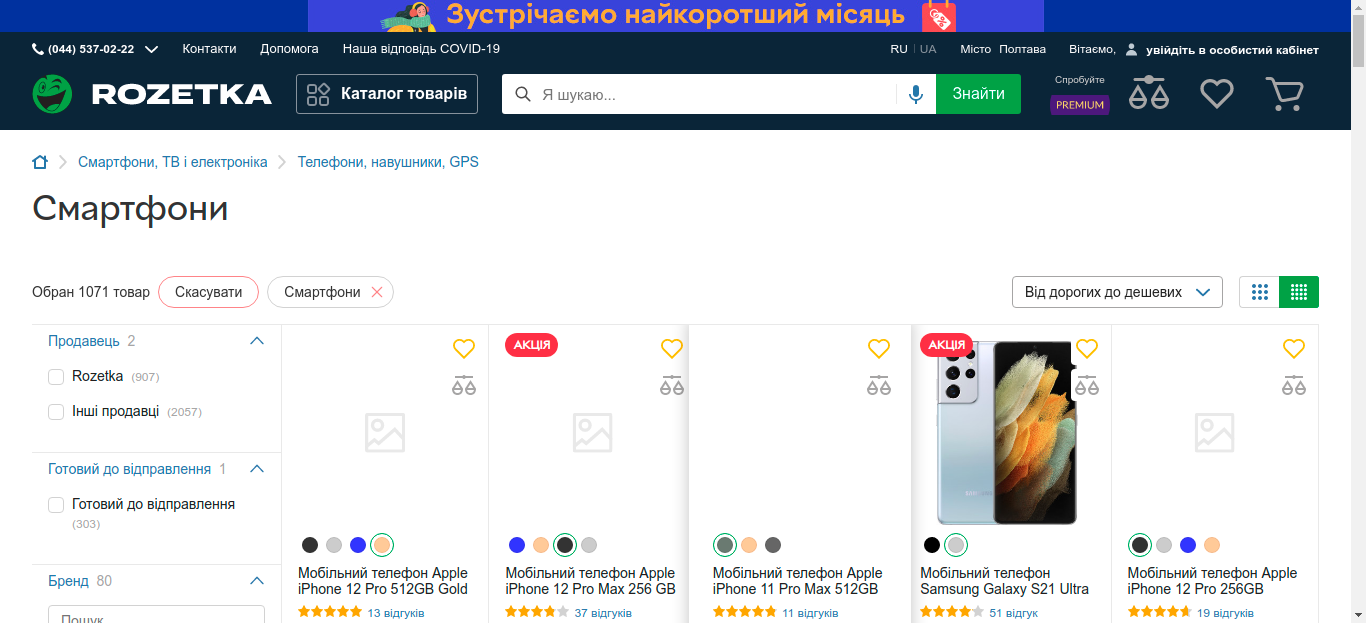 Зустрічаємо найкоротший місяць
(044) 537-02-22 Контакти Допомога Наша відповідь COVID-19 RU UA Місто Полтава Вітаємо, увійдіть в особистий кабінет
ROZETKA Каталог товарів Я шукаю... Знайти Спробуйте
PREMIUM
Смартфони, ТВ і електроніка Телефони, навушники, GPS
Смартфони
Обран 1071 товар Скасувати Смартфони Від дорогих до дешевих
Продавець 2
Rozetka (907)
Інші продавці (2057)
Готовий до відправлення 1
Готовий до відправлення
(303)
Бренд 80
Пошук
Мобільний телефон Apple
iPhone 12 Pro 512GB Gold
13 відгуків
АКЦІЯ
Мобільний телефон Apple
iPhone 12 Pro Max 256 GB
37 відгуків
Мобільний телефон Apple
iPhone 11 Pro Max 512GB
11 відгуків
АКЦІЯ
Мобільний телефон
Samsung Galaxy S21 Ultra
51 відгук
Мобільний телефон Apple
iPhone 12 Pro 256GB
19 відгуків